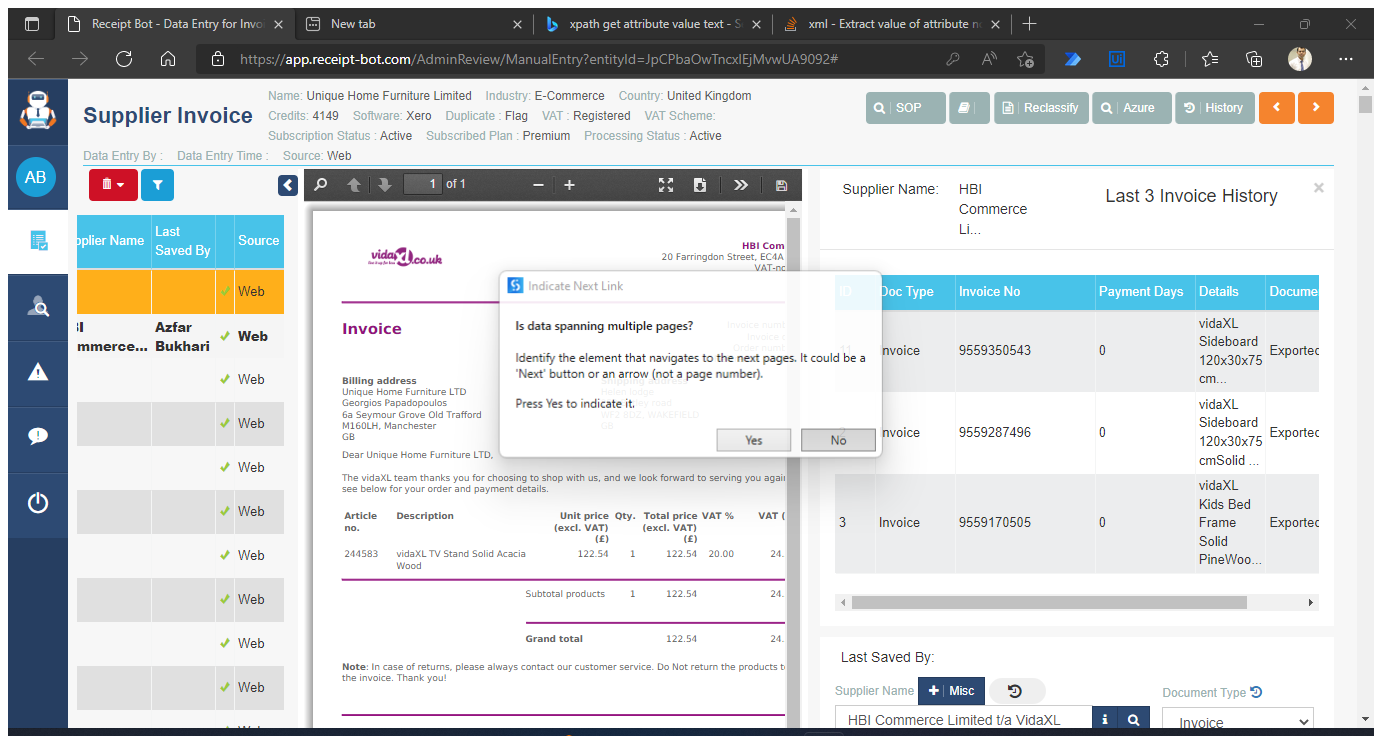 Receipt Bot - Data Entry for Invo
New tab
xpath get attribute value text - S
xml - Extract value of attribute n
https://app.receipt-bot.com/AdminReview/ManualEntry?entityId=JpCPbaOwTncxlEjMvwUA9092#
Supplier Invoice
Name: Unique Home Furniture Limited Industry: E-Commerce Country: United Kingdom
Credits: 4149 Software: Xero Duplicate : Flag VAT : Registered VAT Scheme:
Subscription Status : Active Subscribed Plan : Premium Processing Status : Active
Data Entry By : Data Entry Time : Source: Web
SOP
Reclassify
Azure
History
AB
1 of 1
pplier Name
Last
Saved By
Source
Web
BI
mmerce...
Azfar
Bukhari
Web
Web
Web
Web
Web
Web
Web
Web
Web
vidaXL.co.uk
HBI Com
20 Farringdon Street, EC4A
VAT-no
Invoice
Billing address
Unique Home Furniture LTD
Georgios Papadopoulos
6a Seymour Grove Old Trafford
M160LH, Manchester
GB
WAKEFIELD
GB
Dear Unique Home Furniture LTD,
The vidaXL team thanks you for choosing to shop with us, and we look forward to serving you agai
see below for your order and payment details.
Article
no.
Description
Unit price
(excl. VAT)
(£)
Qty.
Total price
(excl. VAT)
(£)
VAT %
VAT (
244583 vidaXL TV Stand Solid Acacia 122.54 1 122.54 20.00 24.
Wood
Subtotal products 1 122.54 24.
Grand total 122.54 24.
Note: In case of returns, please always contact our customer service. Do Not return the products t
the invoice. Thank you!
Indicate Next Link
Is data spanning multiple pages?
Identify the element that navigates to the next pages. It could be a
'Next' button or an arrow (not a page number).
Press Yes to indicate it.
Yes
No
Supplier Name:
HBI
Commerce
Li...
Last 3 Invoice History
ID Doc Type Invoice No Payment Days Details Docume
nvoice 9559350543 0
vidaXL
Sideboard
120x30x75
cm...
Exported
nvoice 9559287496 0
vidaXL
Sideboard
120x30x75
cmSolid ...
Exported
3 Invoice 9559170505 0
vidaXL
Kids Bed
Frame
Solid
PineWoo...
Exported
Last Saved By:
Supplier Name
Misc
Document Type
HBI Commerce Limited t/a VidaXL
Invoice